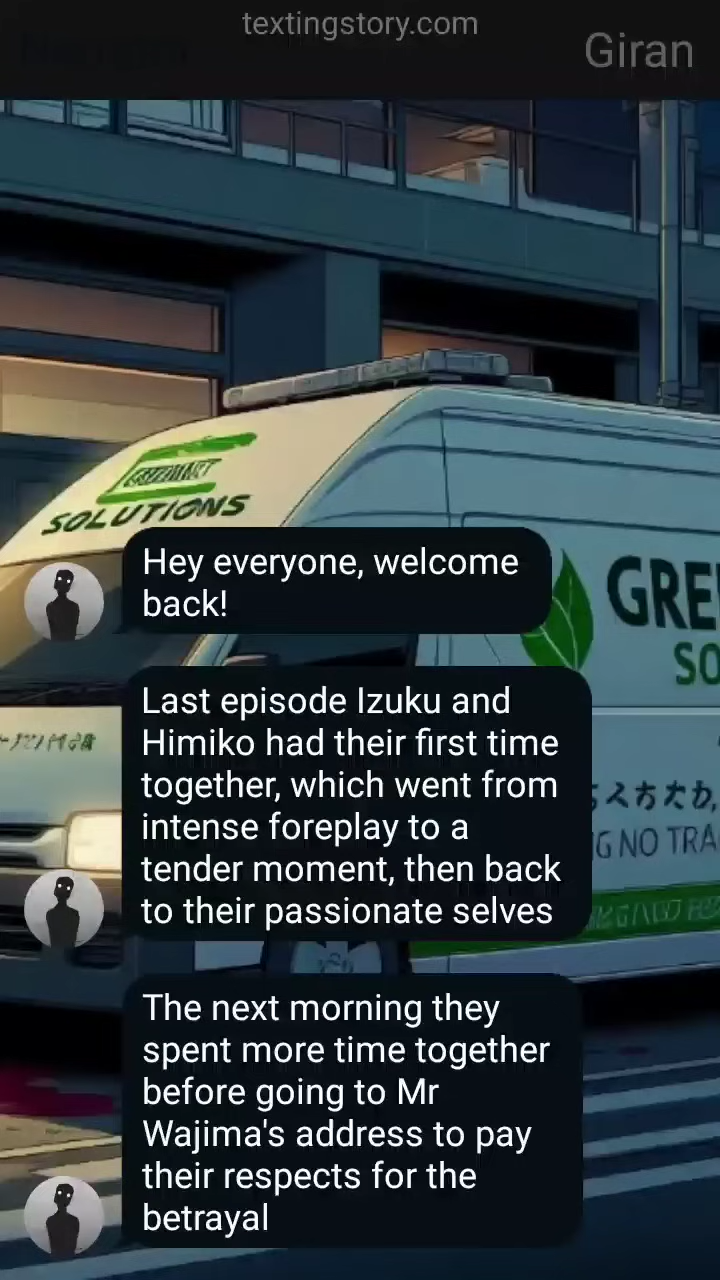 textingstory.com
Giran
SOLUTIONS
Hey everyone, welcome
back!
GRE
SO
Last episode Izuku and
Himiko had their first time
together, which went from
intense foreplay to a
tender moment, then back
to their passionate selves
G NO TRA
The next morning they
spent more time together
before going to Mr
Wajima's address to pay
their respects for the
betrayal